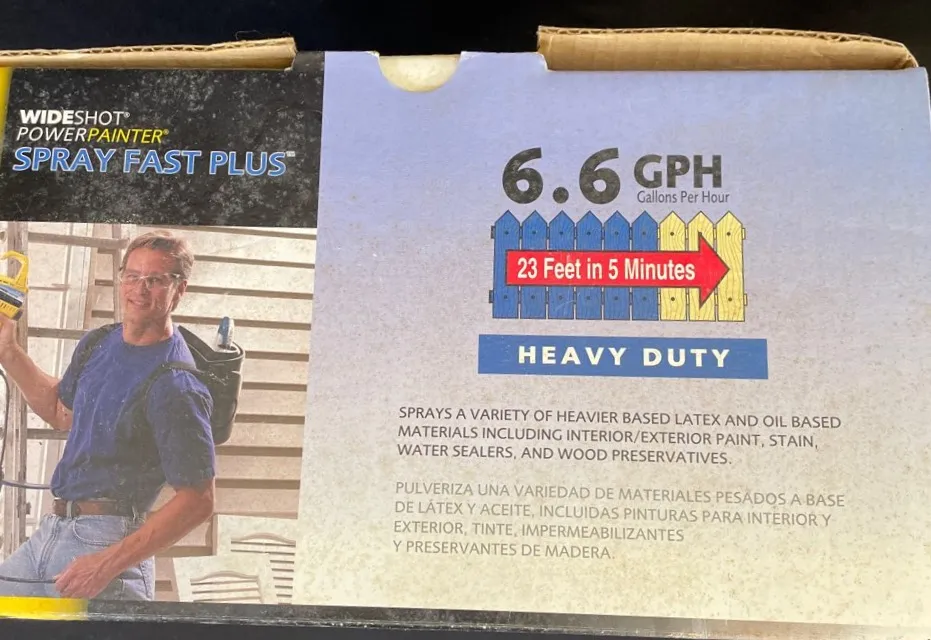 WIDESHOT®
POWERPAINTER®
SPRAY FAST PLUS™
6.6 GPH
Gallons Per Hour
23 Feet in 5 Minutes
HEAVY DUTY
SPRAYS A VARIETY OF HEAVIER BASED LATEX AND OIL BASED
MATERIALS INCLUDING INTERIOR/EXTERIOR PAINT, STAIN,
WATER SEALERS, AND WOOD PRESERVATIVES.
PULVERIZA UNA VARIEDAD DE MATERIALES PESADOS A BASE
DE LÁTEX Y ACEITE, INCLUIDAS PINTURAS PARA INTERIOR Y
EXTERIOR, TINTE, IMPERMEABILIZANTES
Y PRESERVANTES DE MADERA.